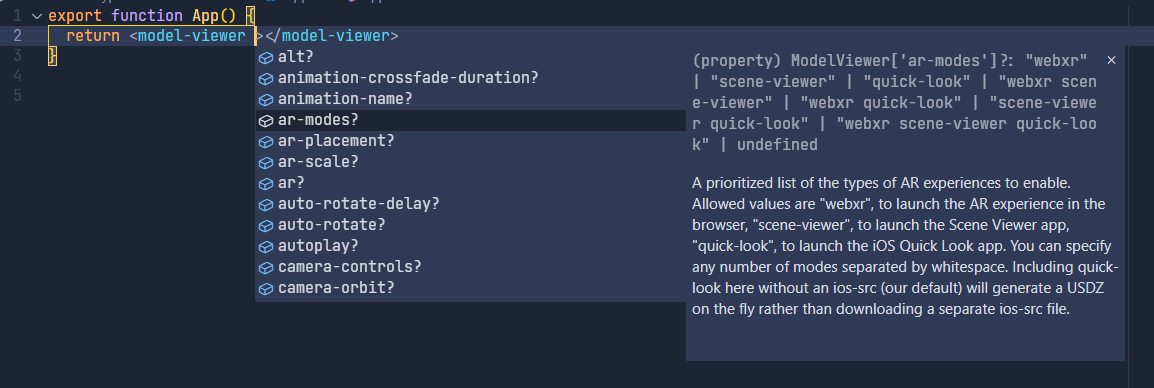 1 export function App() {
2 return <model-viewer ></model-viewer>
3 }
4
5
alt?
animation-crossfade-duration?
animation-name?
ar-modes?
ar-placement?
ar-scale?
ar?
auto-rotate-delay?
auto-rotate?
autoplay?
camera-controls?
camera-orbit?
(property) ModelViewer['ar-modes']?: "webxr"
| "scene-viewer" | "quick-look" | "webxr scen
e-viewer" | "webxr quick-look" | "scene-viewe
r quick-look" | "webxr scene-viewer quick-loo
k" | undefined
A prioritized list of the types of AR experiences to enable.
Allowed values are "webxr", to launch the AR experience in the
browser, "scene-viewer", to launch the Scene Viewer app,
"quick-look", to launch the iOS Quick Look app. You can specify
any number of modes separated by whitespace. Including quick-
look here without an ios-src (our default) will generate a USDZ
on the fly rather than downloading a separate ios-src file.